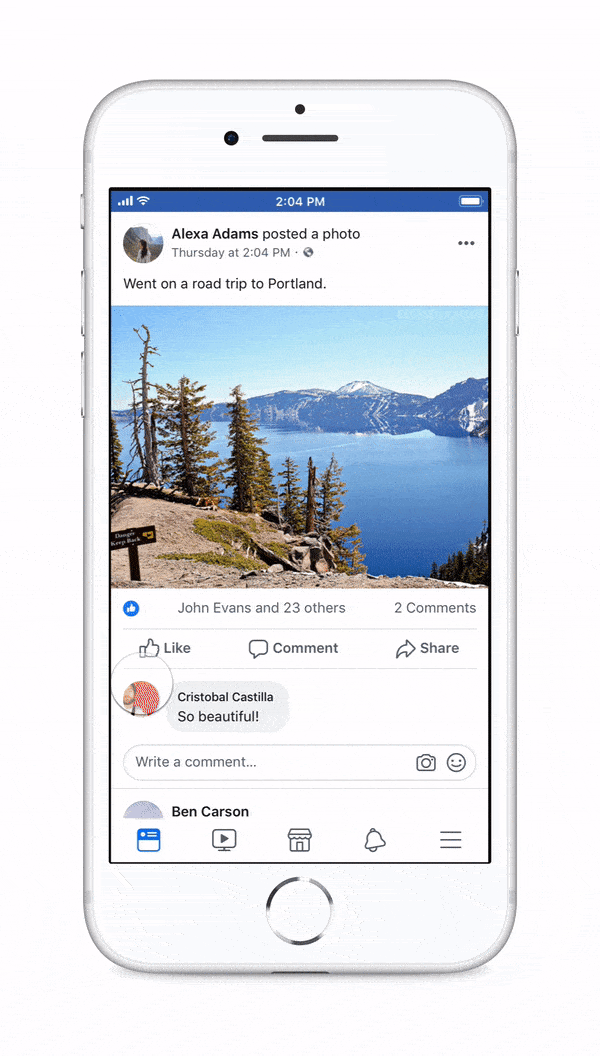 2:04 PM
Alexa Adams posted a photo
Thursday at 2:04 PM ·
Went on a road trip to Portland.
Danger
Keep Back
John Evans and 23 others 2 Comments
Like Comment Share
Cristobal Castilla
So beautiful!
Write a comment...
Ben Carson